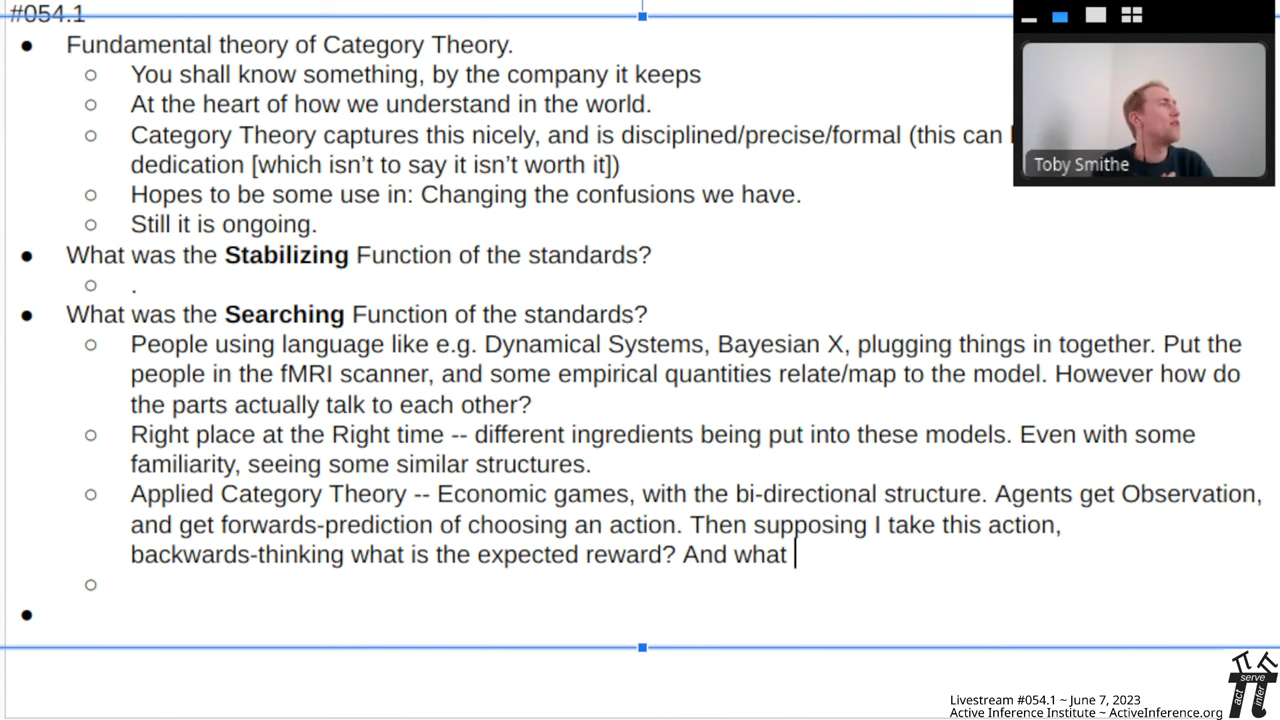 #054.1
● Fundamental theory of Category Theory.
○ You shall know something, by the company it keeps
○ At the heart of how we understand in the world.
○ Category Theory captures this nicely, and is disciplined/precise/formal (this can
dedication [which isn’t to say it isn’t worth it])
○ Hopes to be some use in: Changing the confusions we have.
○ Still it is ongoing.
● What was the Stabilizing Function of the standards?
○ .
● What was the Searching Function of the standards?
○ People using language like e.g. Dynamical Systems, Bayesian X, plugging things in together. Put the
people in the fMRI scanner, and some empirical quantities relate/map to the model. However how do
the parts actually talk to each other?
○ Right place at the Right time -- different ingredients being put into these models. Even with some
familiarity, seeing some similar structures.
○ Applied Category Theory -- Economic games, with the bi-directional structure. Agents get Observation,
and get forwards-prediction of choosing an action. Then supposing I take this action,
backwards-thinking what is the expected reward? And what
○
●
Toby Smithe
serve
act
infer
Livestream #054.1 ~ June 7, 2023
Active Inference Institute ~ ActiveInference.org